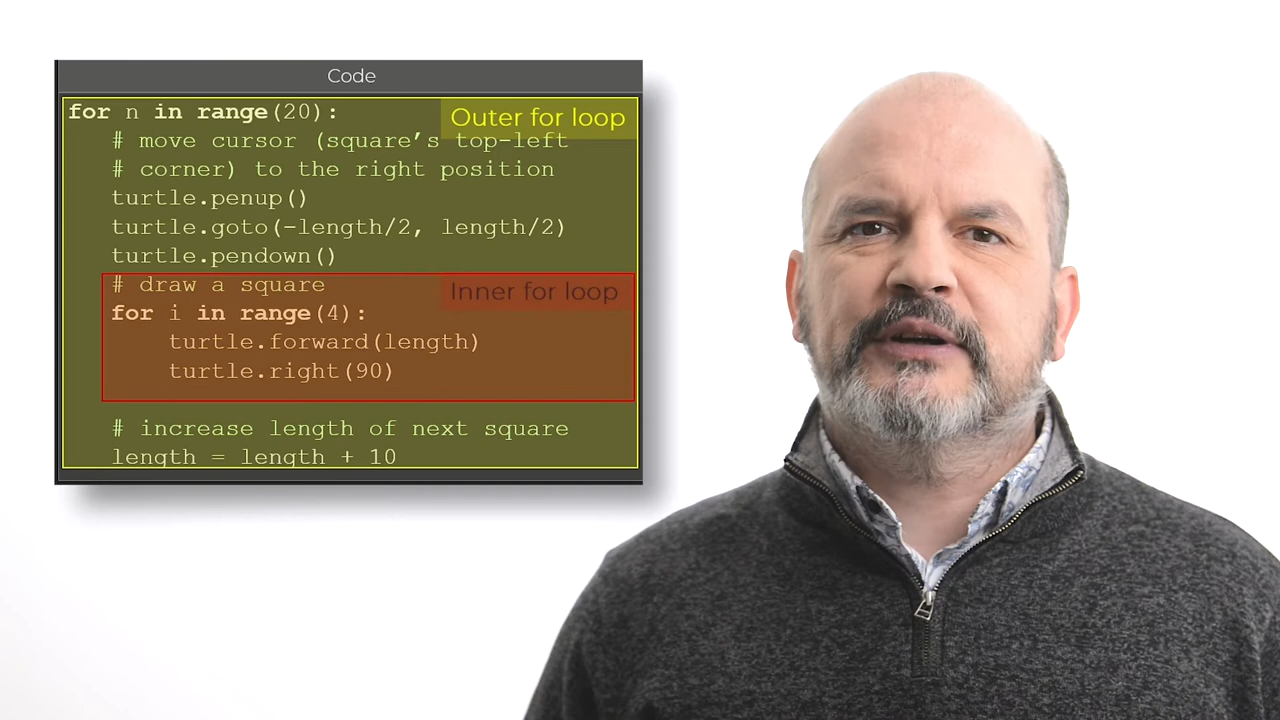 Code
for n in range(20):
Outer for loop
    # move cursor (square’s top-left
    # corner) to the right position
    turtle.penup()
    turtle.goto(-length/2, length/2)
    turtle.pendown()
    # draw a square
Inner for loop
    for i in range(4):
        turtle.forward(length)
        turtle.right(90)
    # increase length of next square
    length = length + 10